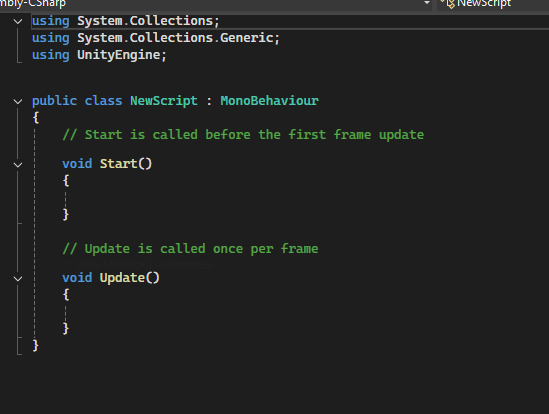 mbly-CSharp NewScript
using System.Collections;
using System.Collections.Generic;
using UnityEngine;
public class NewScript : MonoBehaviour
{
// Start is called before the first frame update
void Start()
{
}
// Update is called once per frame
void Update()
{
}
}